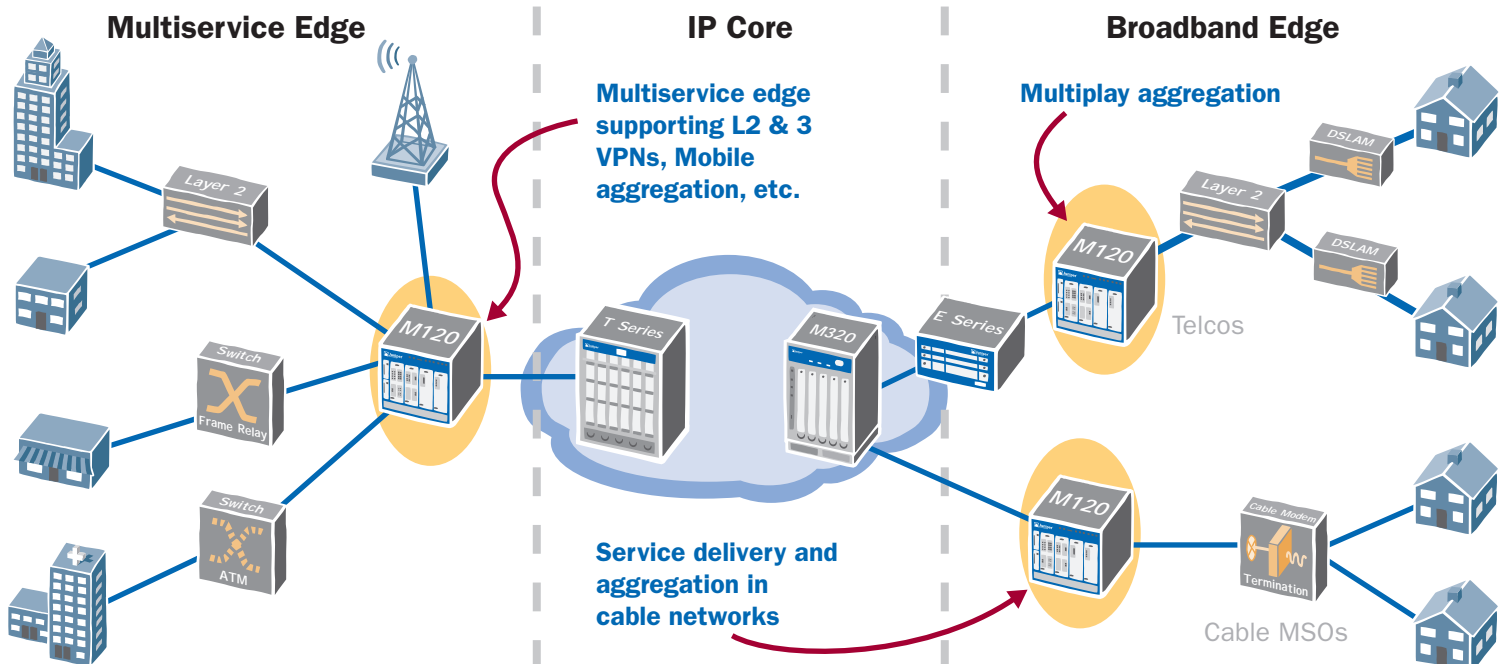 Multiservice Edge
IP Core
Broadband Edge
Multiservice edge
supporting L2 & 3
VPNs, Mobile
aggregation, etc.
Multiplay aggregation
Layer 2
M120
Switch
Frame Relay
Switch
ATM
T Series
M320
E Series
M120
Telcos
Layer 2
DSLAM
DSLAM
Service delivery and
aggregation in
cable networks
M120
Cable Modem
Termination
Cable MSOs